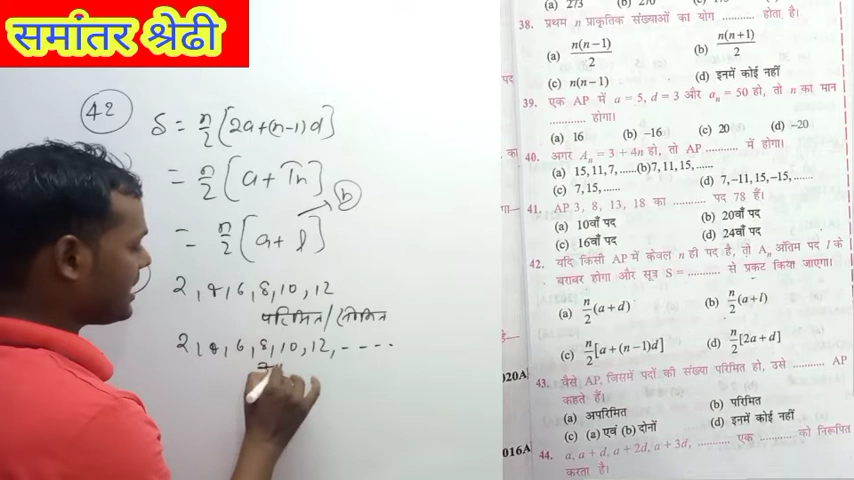 समांतर श्रेढी
42
S = n/2 [2a+(n-1)d]
= n/2 [a+Tn]
= n/2 [a+l] → b
2, 4, 6, 8, 10, 12
परिमित/सीमित
2, 4, 6, 8, 10, 12, - - - -
(a) 273 (b) 270
38. प्रथम n प्राकृतिक संख्याओं का योग .......... होता है।
(a) n(n−1)/2 (b) n(n+1)/2
(c) n(n−1) (d) इनमें कोई नहीं
39. एक AP में a = 5, d = 3 और aₙ = 50 हो, तो n का मान
............ होगा।
(a) 16 (b) −16 (c) 20 (d) −20
40. अगर Aₙ = 3 + 4n हो, तो AP ........... में होगा।
(a) 15, 11, 7, ......(b)7, 11, 15, ......
(c) 7, 15, ...... (d) 7, −11, 15, −15, .......
41. AP 3, 8, 13, 18 का ............ पद 78 हैं।
(a) 10वाँ पद (b) 20वाँ पद
(c) 16वाँ पद (d) 24वाँ पद
42. यदि किसी AP में केवल n ही पद है, तो Aₙ अंतिम पद l के
बराबर होगा और सूत्र S = ............ से प्रकट किया जाएगा।
(a) n/2 (a + d) (b) n/2 (a + l)
(c) n/2 [a + (n − 1)d] (d) n/2 [2a + d]
020A
43. वैसे AP, जिसमें पदों की संख्या परिमित हो, उसे ........... AP
कहते हैं।
(a) अपरिमित (b) परिमित
(c) (a) एवं (b) दोनों (d) इनमें कोई नहीं
016A
44. a, a + d, a + 2d, a + 3d, ........... एक ........... को निरूपित
करता है।